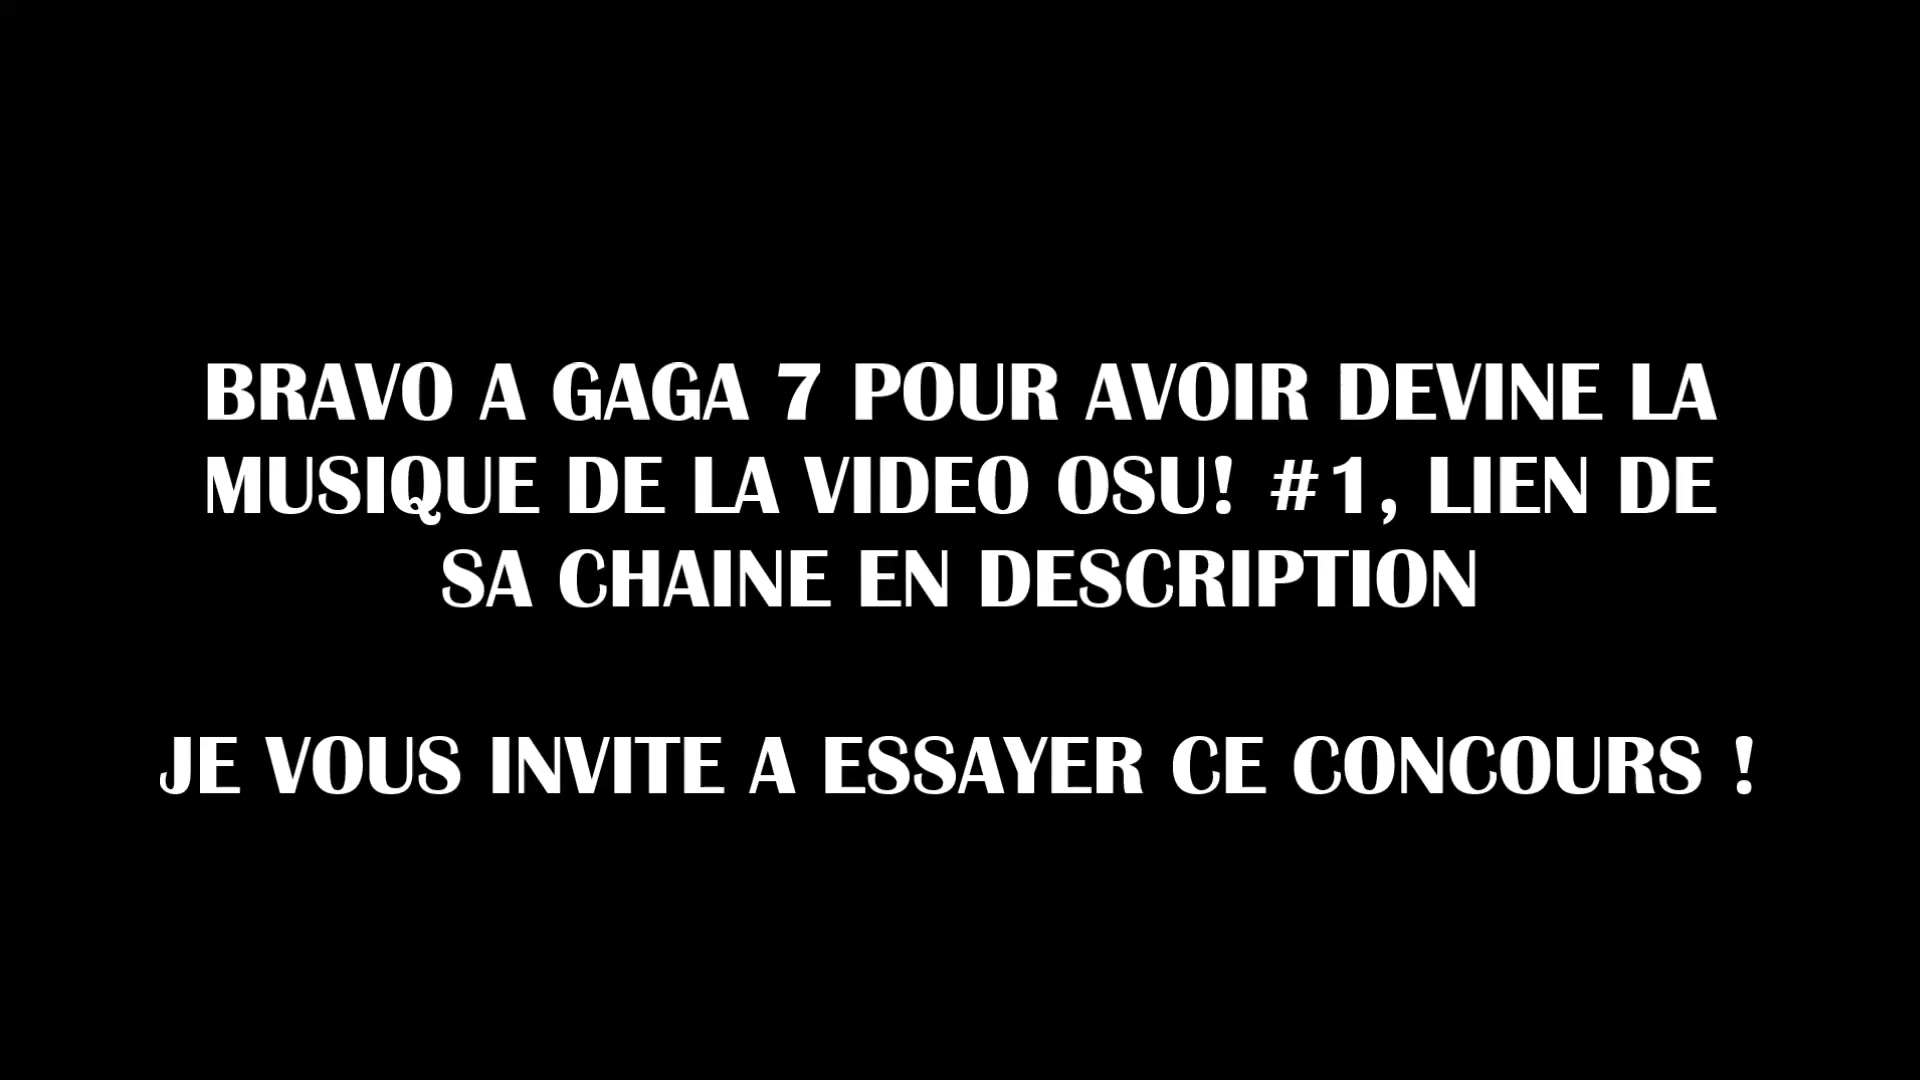 BRAVO A GAGA 7 POUR AVOIR DEVINE LA
MUSIQUE DE LA VIDEO OSU! #1, LIEN DE
SA CHAINE EN DESCRIPTION
JE VOUS INVITE A ESSAYER CE CONCOURS !